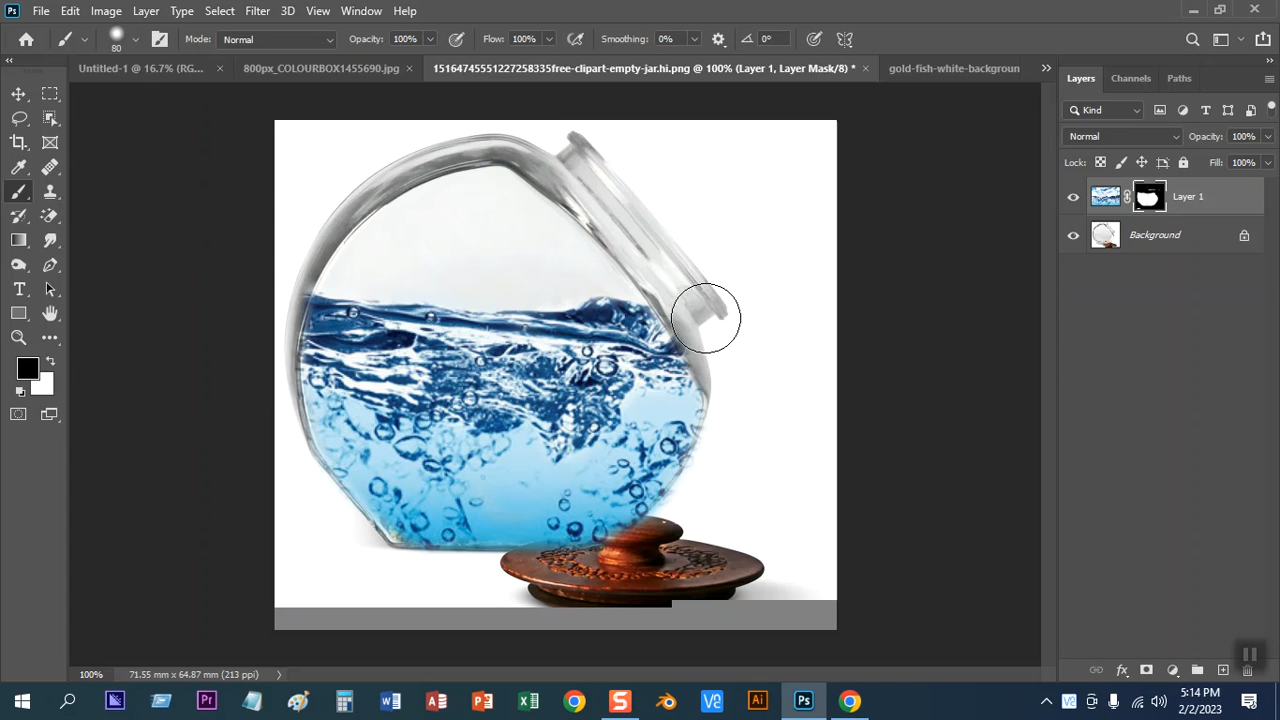 Ps File Edit Image Layer Type Select Filter 3D View Window Help
80 Mode: Normal Opacity: 100% Flow: 100% Smoothing: 0% 0°
Untitled-1 @ 16.7% (RG... × 800px_COLOURBOX1455690.jpg × 15164745551227258335free-clipart-empty-jar.hi.png @ 100% (Layer 1, Layer Mask/8) * × gold-fish-white-backgroun
Layers Channels Paths
Kind
Normal Opacity: 100%
Lock: Fill: 100%
Layer 1
Background
100% 71.55 mm x 64.87 mm (213 ppi)
5:14 PM
2/2/2023